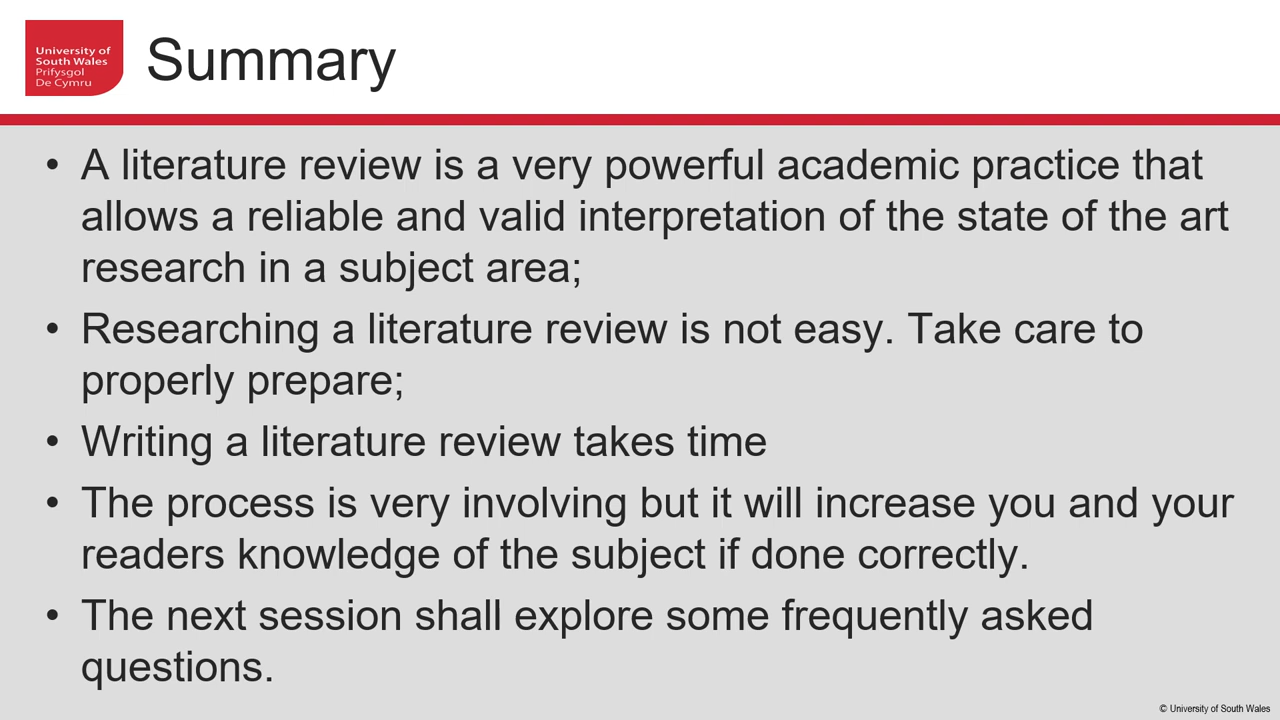 University of
South Wales
Prifysgol
De Cymru
Summary
• A literature review is a very powerful academic practice that
allows a reliable and valid interpretation of the state of the art
research in a subject area;
• Researching a literature review is not easy. Take care to
properly prepare;
• Writing a literature review takes time
• The process is very involving but it will increase you and your
readers knowledge of the subject if done correctly.
• The next session shall explore some frequently asked
questions.
© University of South Wales